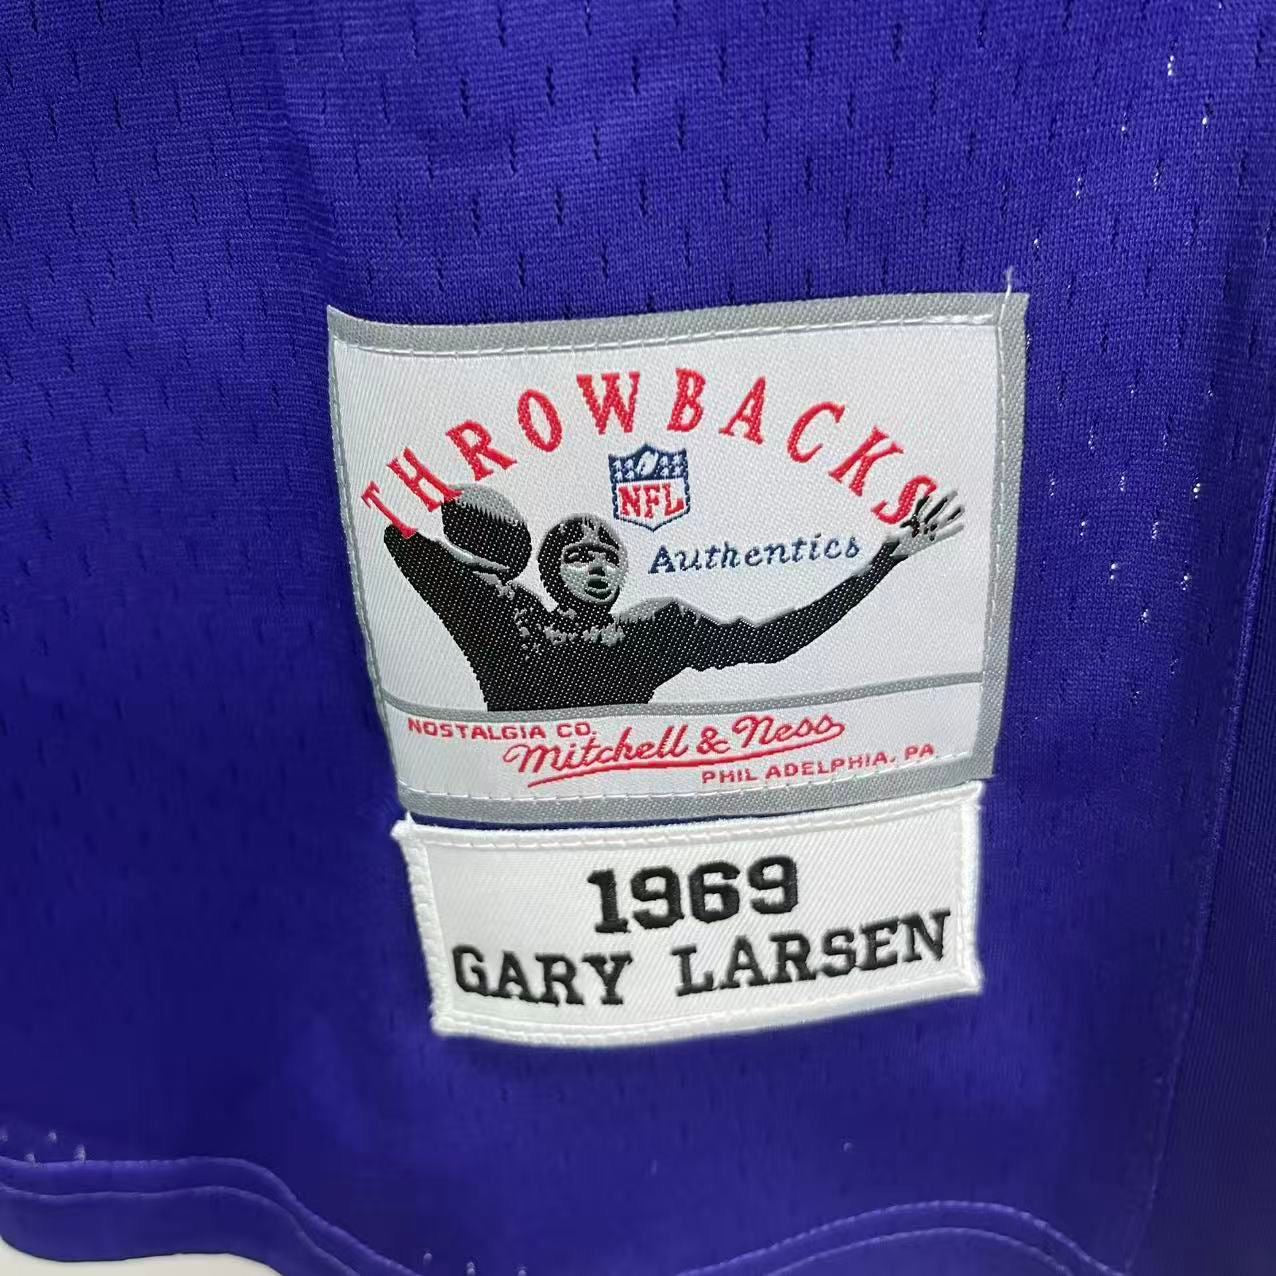 THROWBACKS
NFL
Authentics
NOSTALGIA CO.
Mitchell & Ness
PHILADELPHIA, PA
1969
GARY LARSEN